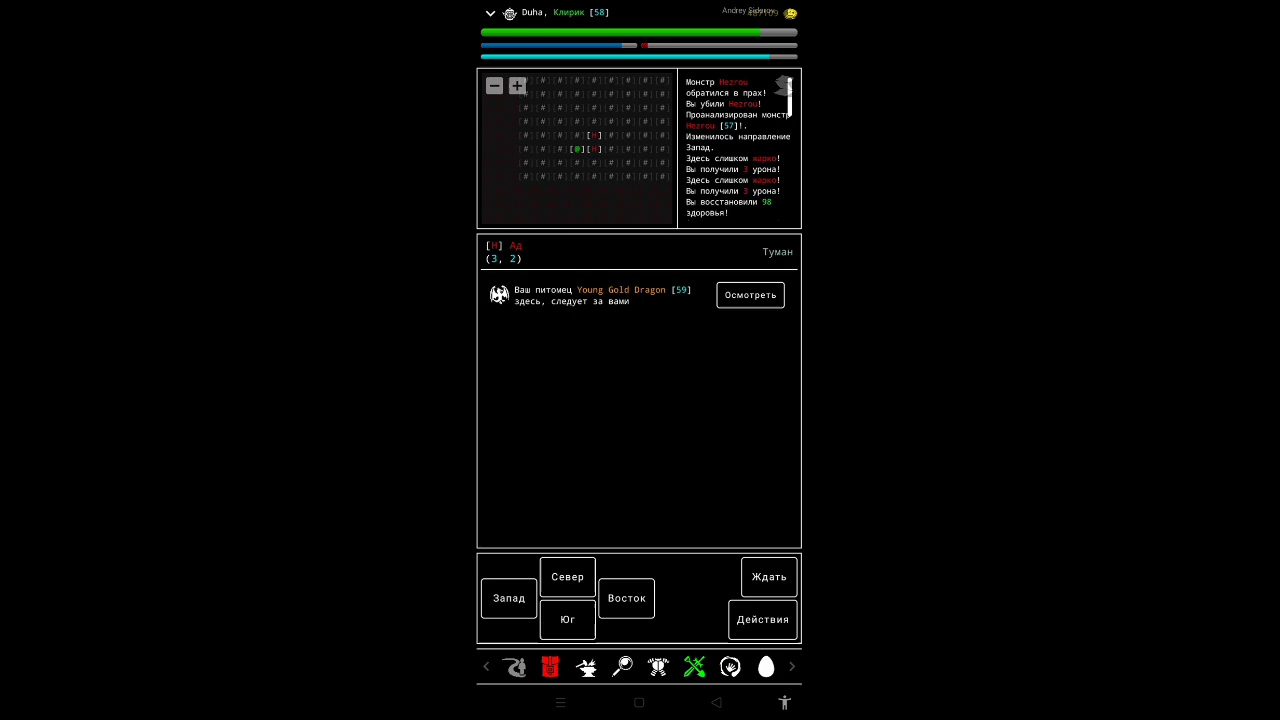 Duha, Клирик [58]
Andrey Siderov
Монстр Hezrou
обратился в прах!
Вы убили Hezrou!
Проанализирован монстр
Hezrou [57]!.
Изменилось направление
Запад.
Здесь слишком жарко!
Вы получили 3 урона!
Здесь слишком жарко!
Вы получили 3 урона!
Вы восстановили 98
здоровья!
[H] Ад
(3, 2)
Туман
Ваш питомец Young Gold Dragon [59]
здесь, следует за вами
Осмотреть
Север
Ждать
Запад
Восток
Юг
Действия